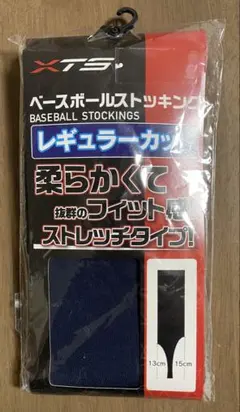 XTS
ベースボールストッキング
BASEBALL STOCKINGS
レギュラーカット
柔らかくて
抜群のフィット感
ストレッチタイプ!
13cm 15cm